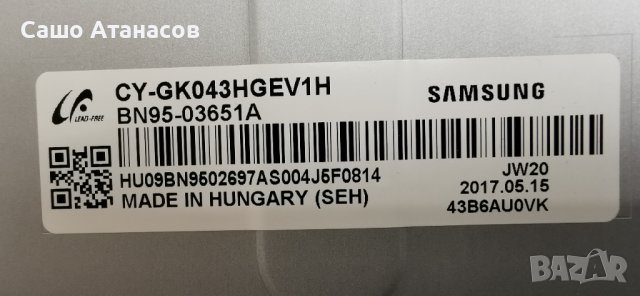 Сашо Атанасов
CY-GK043HGEV1H
SAMSUNG
LEAD-FREE
BN95-03651A
HU09BN9502697AS004J5F0814
JW20
2017.05.15
MADE IN HUNGARY (SEH)
43B6AU0VK
BAZAR